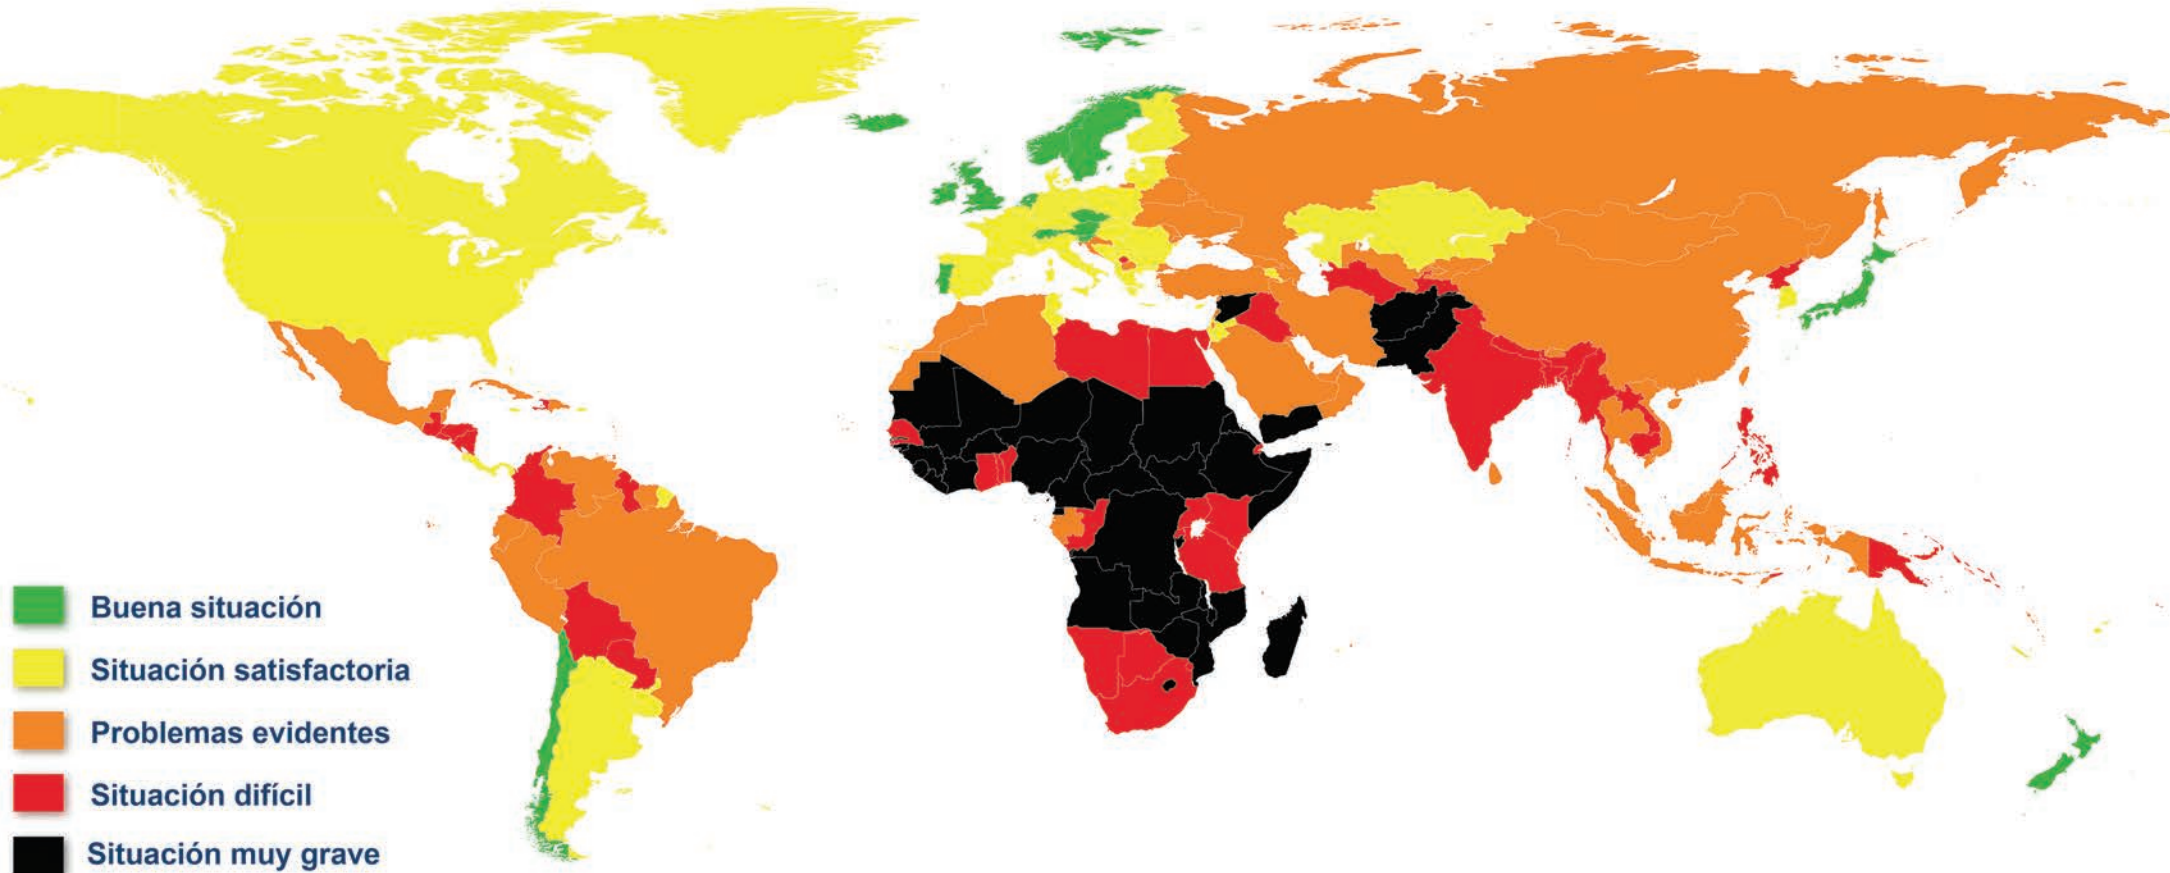 Buena situación
Situación satisfactoria
Problemas evidentes
Situación difícil
Situación muy grave